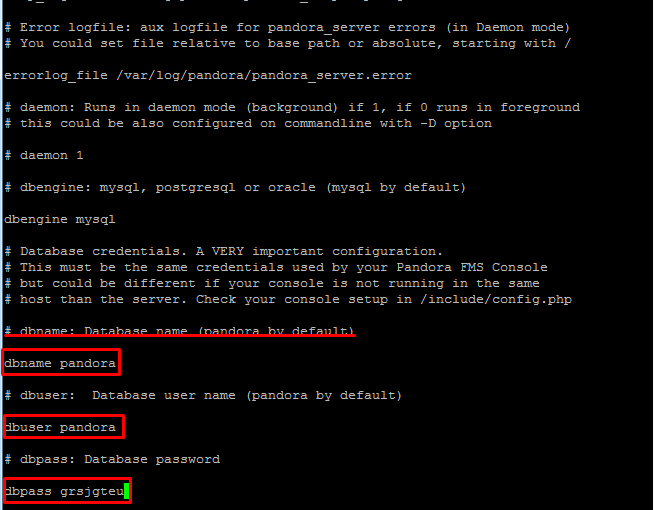 # Error logfile: aux logfile for pandora_server errors (in Daemon mode)
# You could set file relative to base path or absolute, starting with /
errorlog_file /var/log/pandora/pandora_server.error
# daemon: Runs in daemon mode (background) if 1, if 0 runs in foreground
# this could be also configured on commandline with -D option
# daemon 1
# dbengine: mysql, postgresql or oracle (mysql by default)
dbengine mysql
# Database credentials. A VERY important configuration.
# This must be the same credentials used by your Pandora FMS Console
# but could be different if your console is not running in the same
# host than the server. Check your console setup in /include/config.php
# dbname: Database name (pandora by default)
dbname pandora
# dbuser:  Database user name (pandora by default)
dbuser pandora
# dbpass: Database password
dbpass grsjgteu